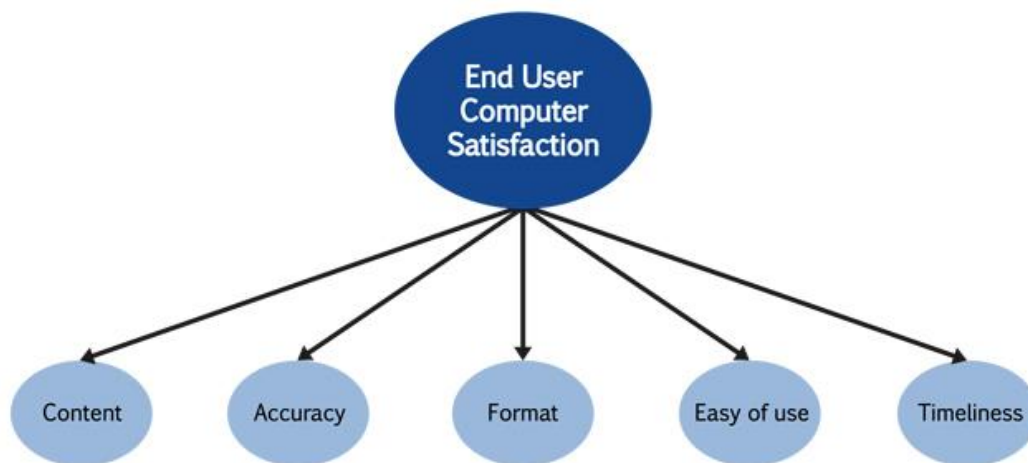 End User
Computer
Satisfaction
Content
Accuracy
Format
Easy of use
Timeliness